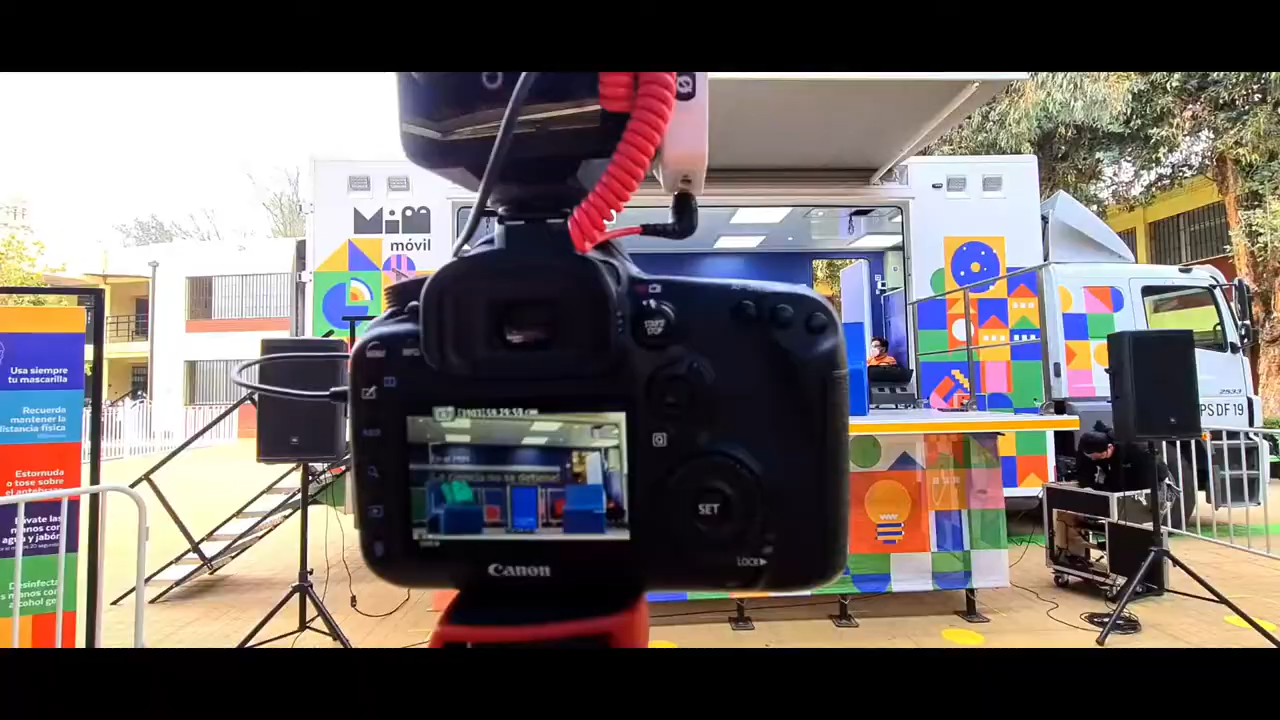 MiM
móvil
Usa siempre
tu mascarilla
Recuerda
mantener la
distancia física
Estornuda
o tose sobre
el antebrazo
Lávate las
manos con
agua y jabón
Desinfecta
manos con
alcohol gel
MENU
START/
STOP
La ciencia no se detiene
SET
LOCK
Canon
2533
PS DF 19